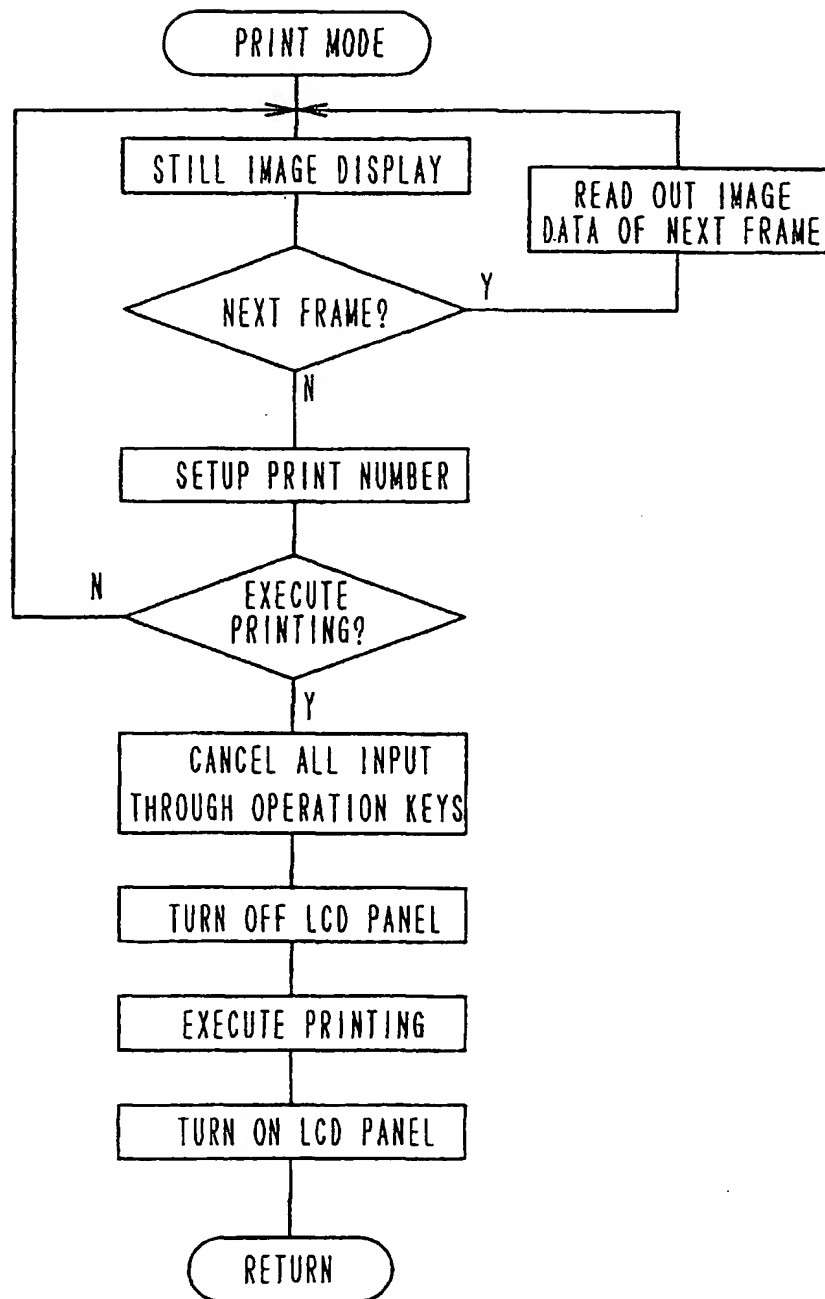 PRINT MODE
STILL IMAGE DISPLAY
READ OUT IMAGE
DATA OF NEXT FRAME
NEXT FRAME?
Y
N
SETUP PRINT NUMBER
EXECUTE
PRINTING?
N
Y
CANCEL ALL INPUT
THROUGH OPERATION KEYS
TURN OFF LCD PANEL
EXECUTE PRINTING
TURN ON LCD PANEL
RETURN